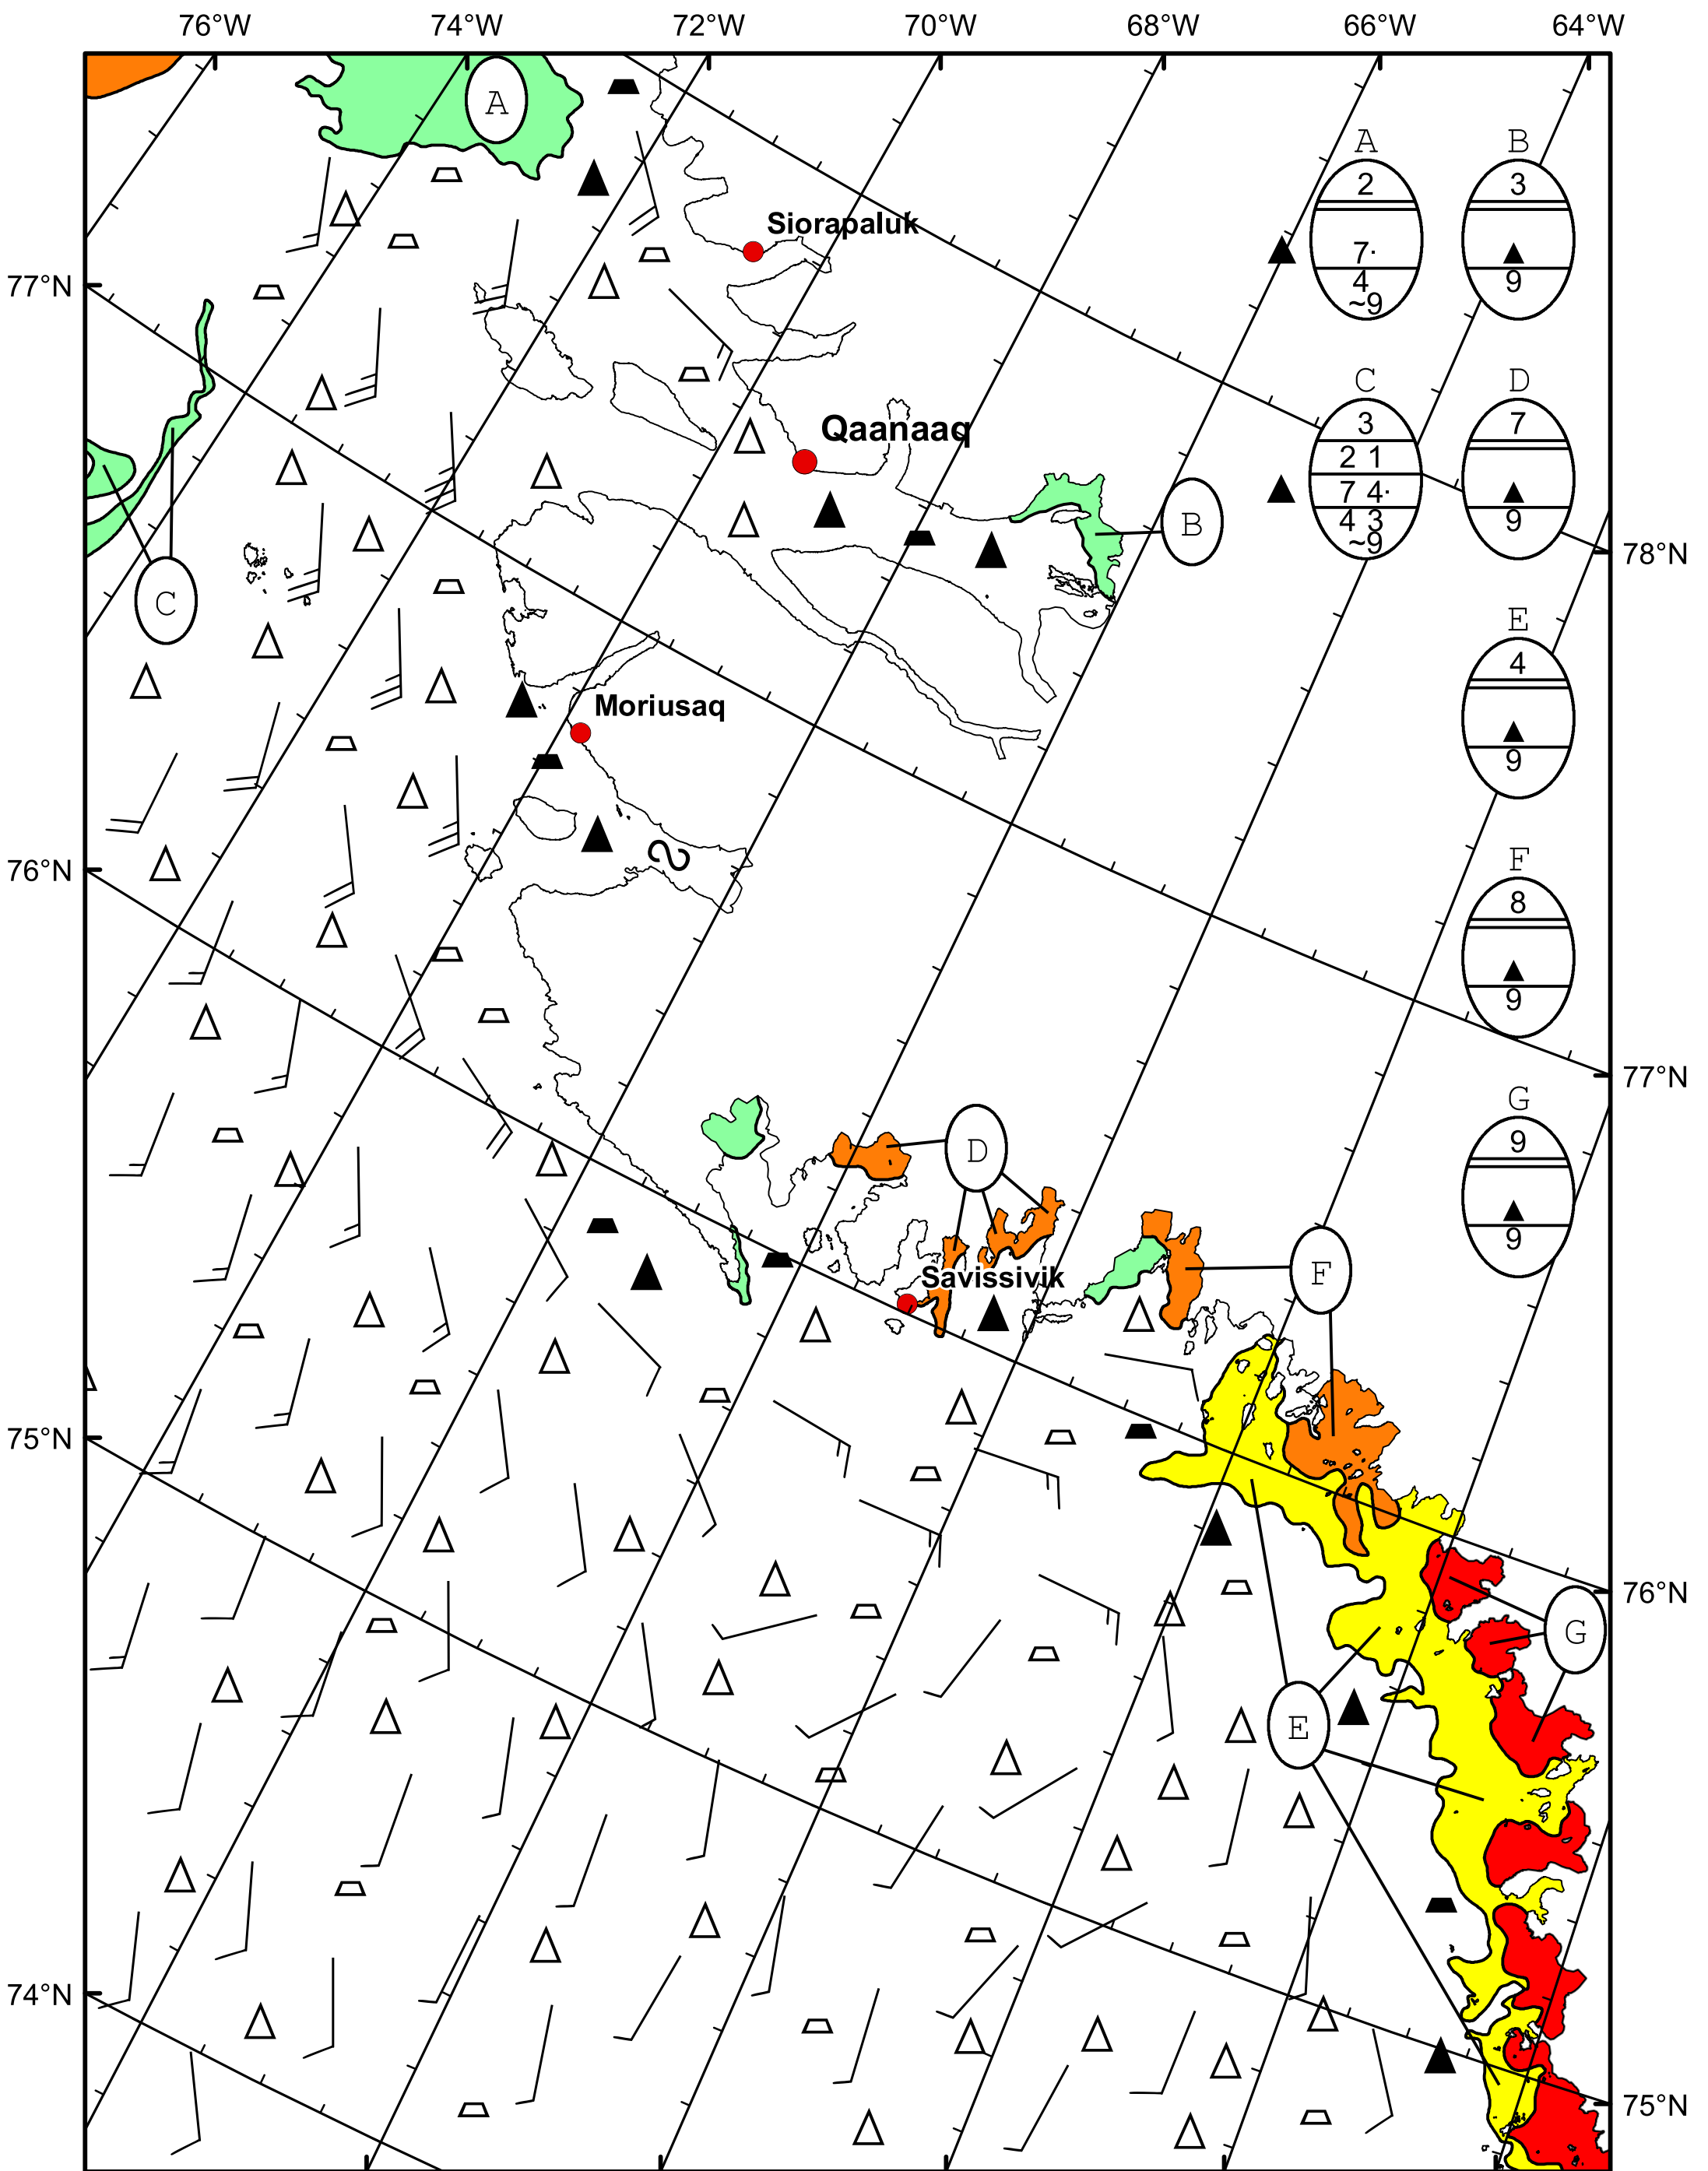 76°W 74°W 72°W 70°W 68°W 66°W 64°W
A
A B
2 3
7·
4 9
~9
Siorapaluk
77°N
C D
3 7
2 1
7 4·
4 3 9
~9
Qaanaaq
B
78°N
C
E
4
9
Moriusaq
76°N
F
8
9
77°N
G
9
9
D
F
Savissivik
75°N
76°N
G
E
74°N
75°N